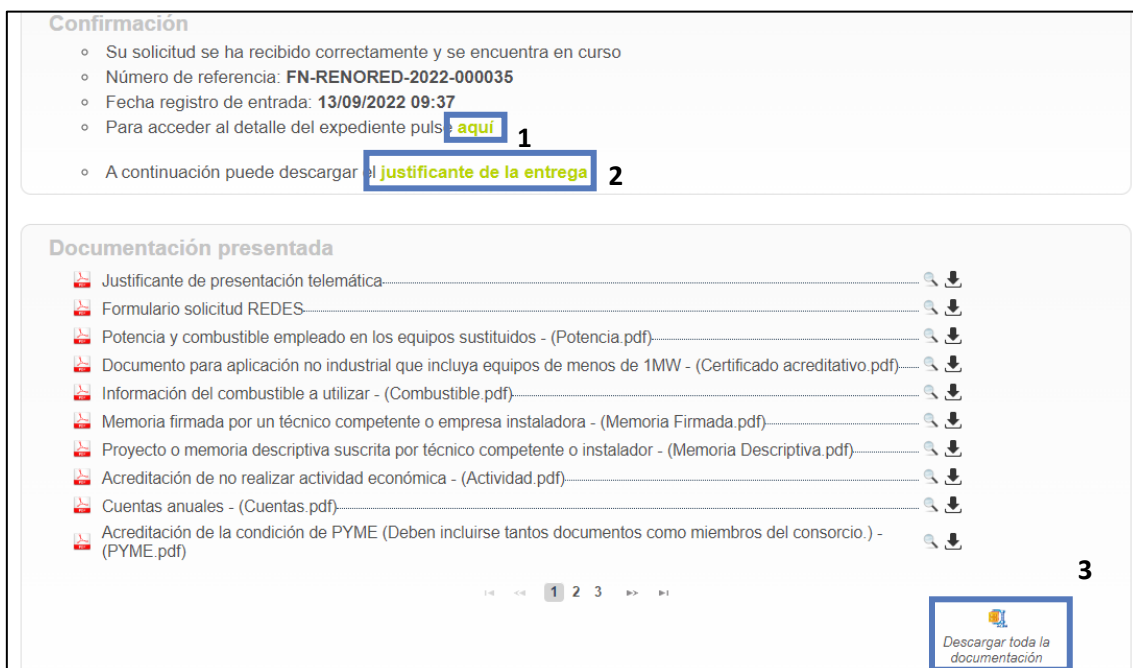 Confirmación
Su solicitud se ha recibido correctamente y se encuentra en curso
Número de referencia: FN-RENORED-2022-000035
Fecha registro de entrada: 13/09/2022 09:37
Para acceder al detalle del expediente pulse aquí
1
A continuación puede descargar el justificante de la entrega
2
Documentación presentada
Justificante de presentación telemática
Formulario solicitud REDES
Potencia y combustible empleado en los equipos sustituidos - (Potencia.pdf)
Documento para aplicación no industrial que incluya equipos de menos de 1MW - (Certificado acreditativo.pdf)
Información del combustible a utilizar - (Combustible.pdf)
Memoria firmada por un técnico competente o empresa instaladora - (Memoria Firmada.pdf)
Proyecto o memoria descriptiva suscrita por técnico competente o instalador - (Memoria Descriptiva.pdf)
Acreditación de no realizar actividad económica - (Actividad.pdf)
Cuentas anuales - (Cuentas.pdf)
Acreditación de la condición de PYME (Deben incluirse tantos documentos como miembros del consorcio.) -
(PYME.pdf)
1 2 3
3
Descargar toda la
documentación